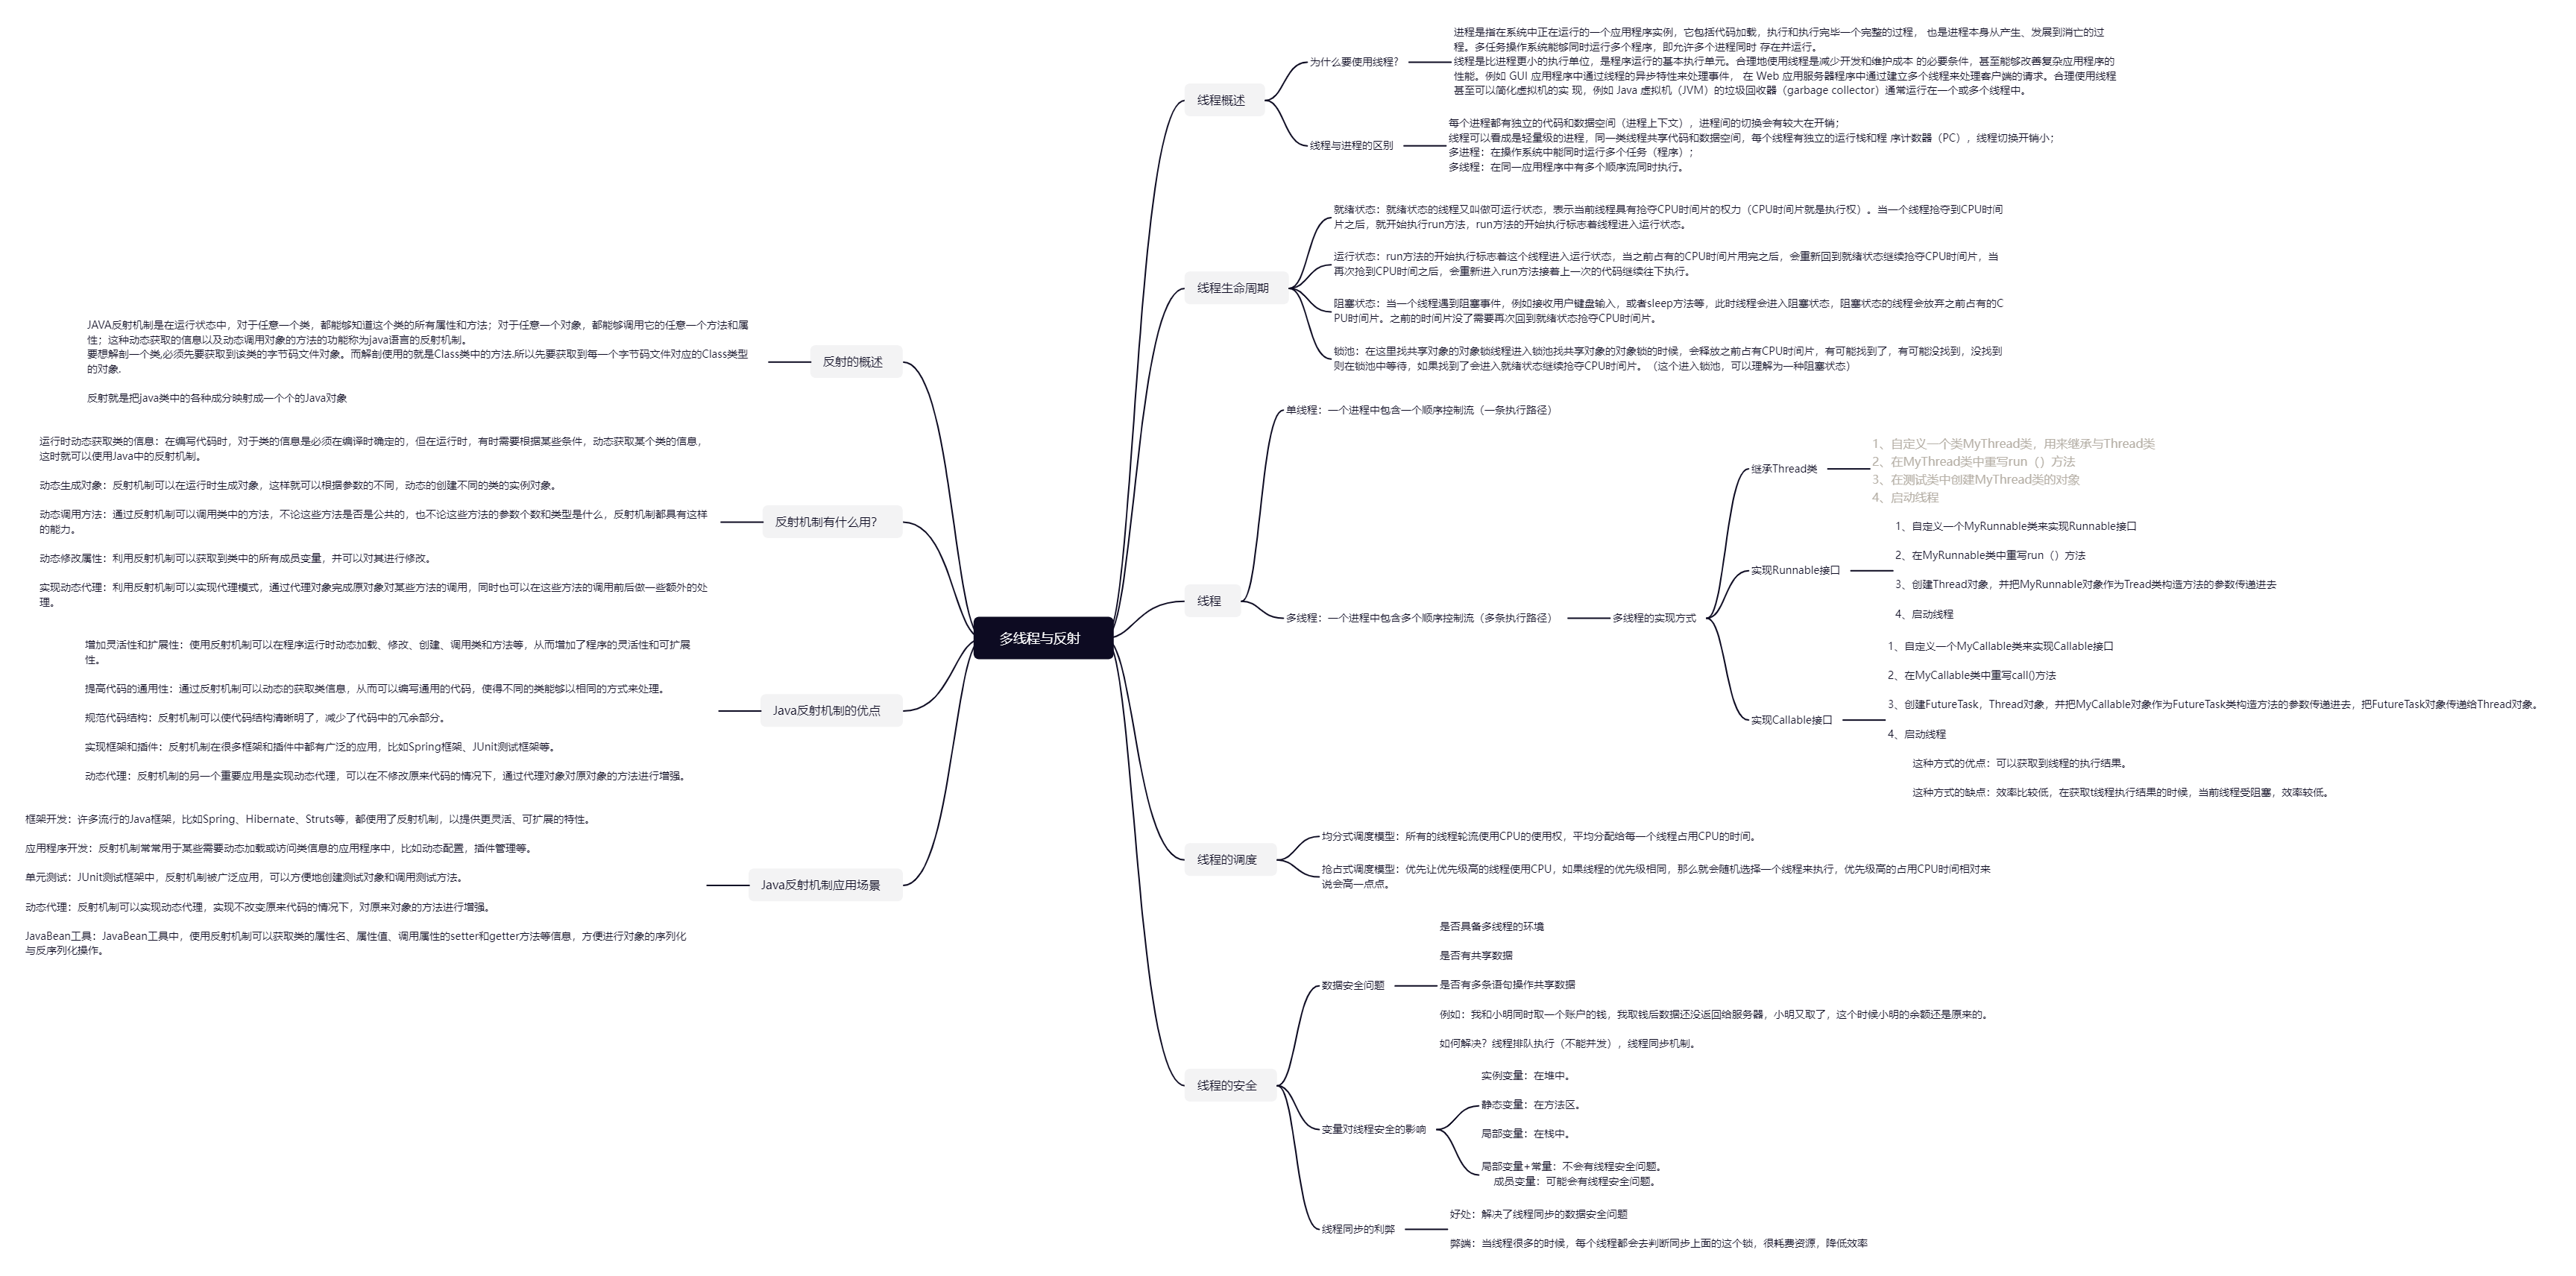 多线程与反射
线程概述
为什么要使用线程?
进程是指在系统中正在运行的一个应用程序实例，它包括代码加载，执行和执行完毕一个完整的过程， 也是进程本身从产生、发展到消亡的过
程。多任务操作系统能够同时运行多个程序，即允许多个进程同时 存在并运行。
线程是比进程更小的执行单位，是程序运行的基本执行单元。合理地使用线程是减少开发和维护成本 的必要条件，甚至能够改善复杂应用程序的
性能。例如 GUI 应用程序中通过线程的异步特性来处理事件， 在 Web 应用服务器程序中通过建立多个线程来处理客户端的请求。合理使用线程
甚至可以简化虚拟机的实 现，例如 Java 虚拟机（JVM）的垃圾回收器（garbage collector）通常运行在一个或多个线程中。
线程与进程的区别
每个进程都有独立的代码和数据空间（进程上下文），进程间的切换会有较大在开销；
线程可以看成是轻量级的进程，同一类线程共享代码和数据空间，每个线程有独立的运行栈和程 序计数器（PC），线程切换开销小；
多进程：在操作系统中能同时运行多个任务（程序）；
多线程：在同一应用程序中有多个顺序流同时执行。
线程生命周期
就绪状态：就绪状态的线程又叫做可运行状态，表示当前线程具有抢夺CPU时间片的权力（CPU时间片就是执行权）。当一个线程抢夺到CPU时间
片之后，就开始执行run方法，run方法的开始执行标志着线程进入运行状态。
运行状态：run方法的开始执行标志着这个线程进入运行状态，当之前占有的CPU时间片用完之后，会重新回到就绪状态继续抢夺CPU时间片，当
再次抢到CPU时间之后，会重新进入run方法接着上一次的代码继续往下执行。
阻塞状态：当一个线程遇到阻塞事件，例如接收用户键盘输入，或者sleep方法等，此时线程会进入阻塞状态，阻塞状态的线程会放弃之前占有的C
PU时间片。之前的时间片没了需要再次回到就绪状态抢夺CPU时间片。
锁池：在这里找共享对象的对象锁线程进入锁池找共享对象的对象锁的时候，会释放之前占有CPU时间片，有可能找到了，有可能没找到，没找到
则在锁池中等待，如果找到了会进入就绪状态继续抢夺CPU时间片。（这个进入锁池，可以理解为一种阻塞状态）
线程
单线程：一个进程中包含一个顺序控制流（一条执行路径）
多线程：一个进程中包含多个顺序控制流（多条执行路径）
多线程的实现方式
继承Thread类
1、自定义一个类MyThread类，用来继承与Thread类
2、在MyThread类中重写run（）方法
3、在测试类中创建MyThread类的对象
4、启动线程
实现Runnable接口
1、自定义一个MyRunnable类来实现Runnable接口
2、在MyRunnable类中重写run（）方法
3、创建Thread对象，并把MyRunnable对象作为Tread类构造方法的参数传递进去
4、启动线程
实现Callable接口
1、自定义一个MyCallable类来实现Callable接口
2、在MyCallable类中重写call()方法
3、创建FutureTask，Thread对象，并把MyCallable对象作为FutureTask类构造方法的参数传递进去，把FutureTask对象传递给Thread对象。
4、启动线程
这种方式的优点：可以获取到线程的执行结果。
这种方式的缺点：效率比较低，在获取t线程执行结果的时候，当前线程受阻塞，效率较低。
线程的调度
均分式调度模型：所有的线程轮流使用CPU的使用权，平均分配给每一个线程占用CPU的时间。
抢占式调度模型：优先让优先级高的线程使用CPU，如果线程的优先级相同，那么就会随机选择一个线程来执行，优先级高的占用CPU时间相对来
说会高一点点。
线程的安全
数据安全问题
是否具备多线程的环境
是否有共享数据
是否有多条语句操作共享数据
例如：我和小明同时取一个账户的钱，我取钱后数据还没返回给服务器，小明又取了，这个时候小明的余额还是原来的。
如何解决？线程排队执行（不能并发），线程同步机制。
变量对线程安全的影响
实例变量：在堆中。
静态变量：在方法区。
局部变量：在栈中。
局部变量+常量：不会有线程安全问题。
成员变量：可能会有线程安全问题。
线程同步的利弊
好处：解决了线程同步的数据安全问题
弊端：当线程很多的时候，每个线程都会去判断同步上面的这个锁，很耗费资源，降低效率
反射的概述
JAVA反射机制是在运行状态中，对于任意一个类，都能够知道这个类的所有属性和方法；对于任意一个对象，都能够调用它的任意一个方法和属
性；这种动态获取的信息以及动态调用对象的方法的功能称为java语言的反射机制。
要想解剖一个类,必须先要获取到该类的字节码文件对象。而解剖使用的就是Class类中的方法.所以先要获取到每一个字节码文件对应的Class类型
的对象.
反射就是把java类中的各种成分映射成一个个的Java对象
反射机制有什么用?
运行时动态获取类的信息：在编写代码时，对于类的信息是必须在编译时确定的，但在运行时，有时需要根据某些条件，动态获取某个类的信息，
这时就可以使用Java中的反射机制。
动态生成对象：反射机制可以在运行时生成对象，这样就可以根据参数的不同，动态的创建不同的类的实例对象。
动态调用方法：通过反射机制可以调用类中的方法，不论这些方法是否是公共的，也不论这些方法的参数个数和类型是什么，反射机制都具有这样
的能力。
动态修改属性：利用反射机制可以获取到类中的所有成员变量，并可以对其进行修改。
实现动态代理：利用反射机制可以实现代理模式，通过代理对象完成原对象对某些方法的调用，同时也可以在这些方法的调用前后做一些额外的处
理。
Java反射机制的优点
增加灵活性和扩展性：使用反射机制可以在程序运行时动态加载、修改、创建、调用类和方法等，从而增加了程序的灵活性和可扩展
性。
提高代码的通用性：通过反射机制可以动态的获取类信息，从而可以编写通用的代码，使得不同的类能够以相同的方式来处理。
规范代码结构：反射机制可以使代码结构清晰明了，减少了代码中的冗余部分。
实现框架和插件：反射机制在很多框架和插件中都有广泛的应用，比如Spring框架、JUnit测试框架等。
动态代理：反射机制的另一个重要应用是实现动态代理，可以在不修改原来代码的情况下，通过代理对象对原对象的方法进行增强。
Java反射机制应用场景
框架开发：许多流行的Java框架，比如Spring、Hibernate、Struts等，都使用了反射机制，以提供更灵活、可扩展的特性。
应用程序开发：反射机制常常用于某些需要动态加载或访问类信息的应用程序中，比如动态配置，插件管理等。
单元测试：JUnit测试框架中，反射机制被广泛应用，可以方便地创建测试对象和调用测试方法。
动态代理：反射机制可以实现动态代理，实现不改变原来代码的情况下，对原来对象的方法进行增强。
JavaBean工具：JavaBean工具中，使用反射机制可以获取类的属性名、属性值、调用属性的setter和getter方法等信息，方便进行对象的序列化
与反序列化操作。